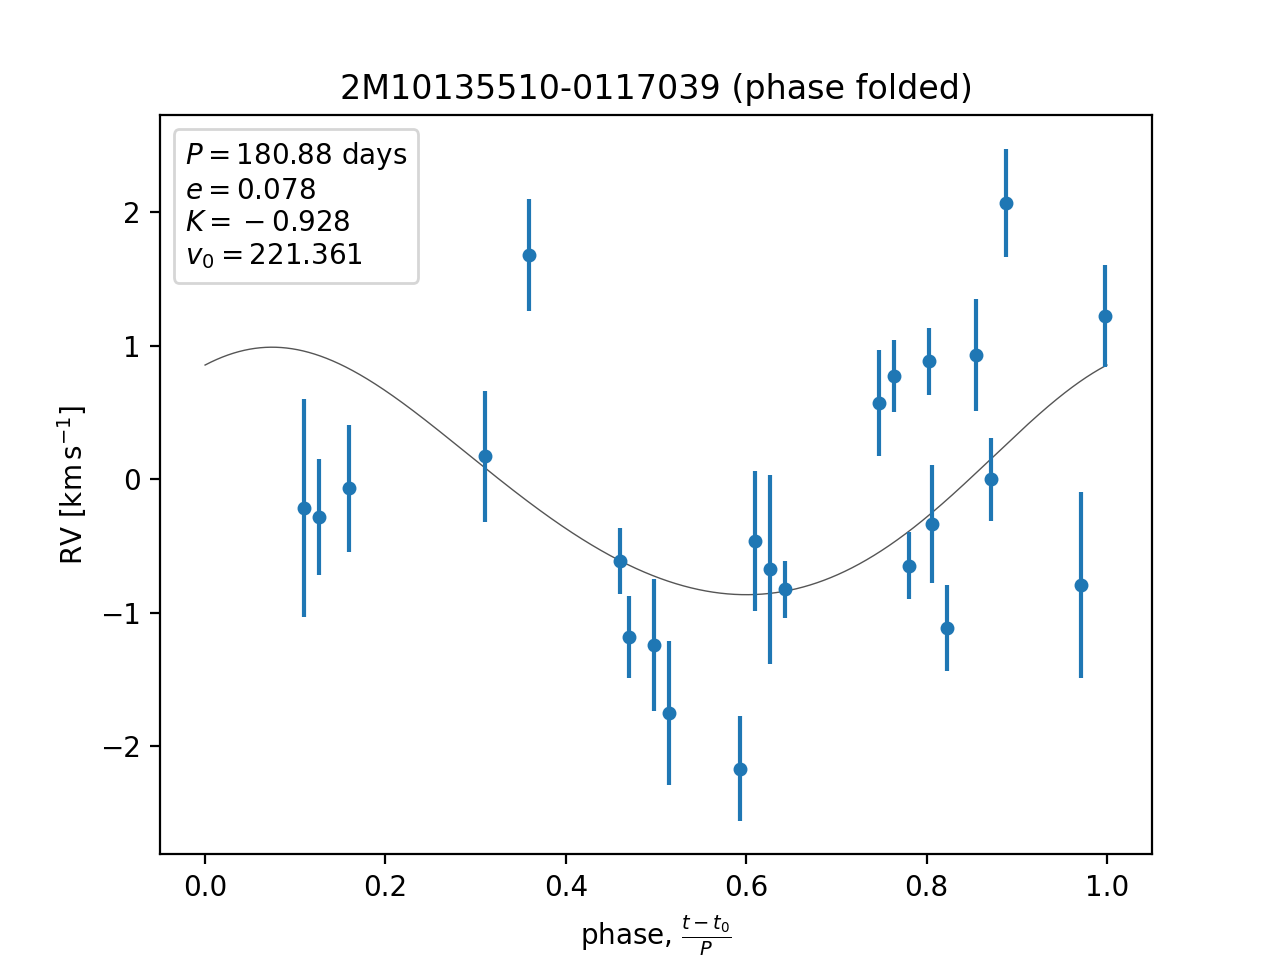 2M10135510-0117039 (phase folded)
P = 180.88 days
e = 0.078
K = −0.928
v₀ = 221.361
2
1
0
−1
−2
RV [km s⁻¹]
0.0 0.2 0.4 0.6 0.8 1.0
phase, (t − t₀)/P